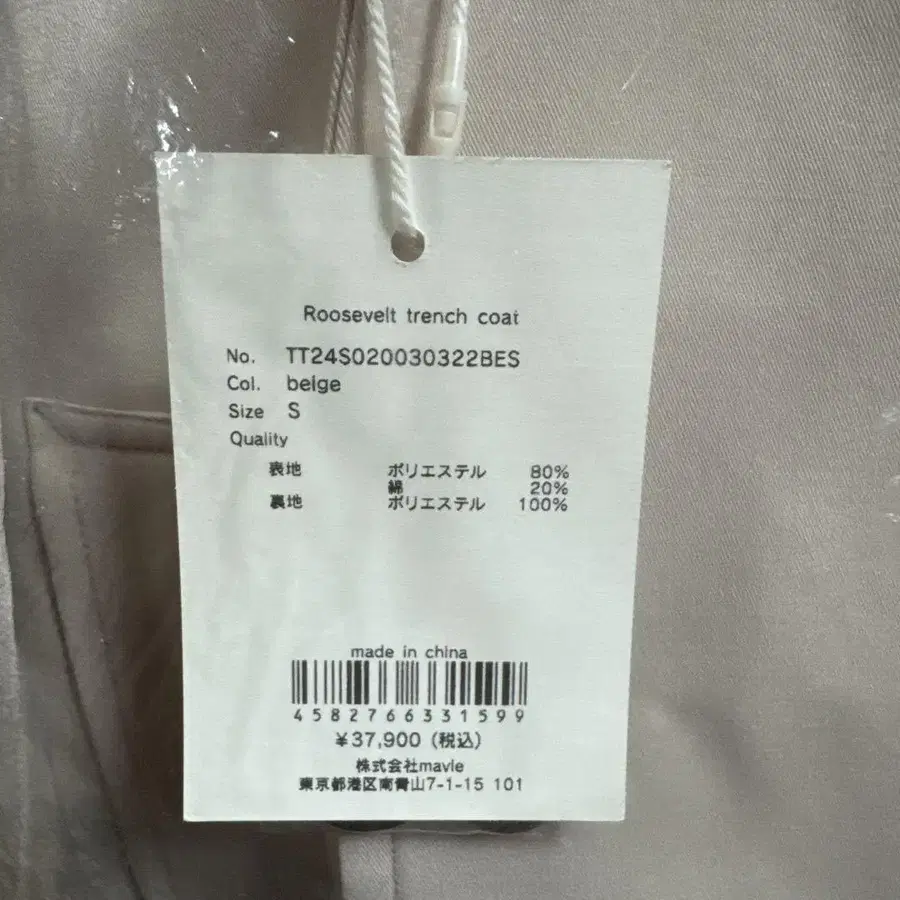 Roosevelt trench coat
No. TT24S020030322BES
Col. beige
Size S
Quality
表地 ポリエステル 80%
綿 20%
裏地 ポリエステル 100%
made in china
4582766331599
¥37,900 (税込)
株式会社mavle
東京都港区南青山7-1-15 101